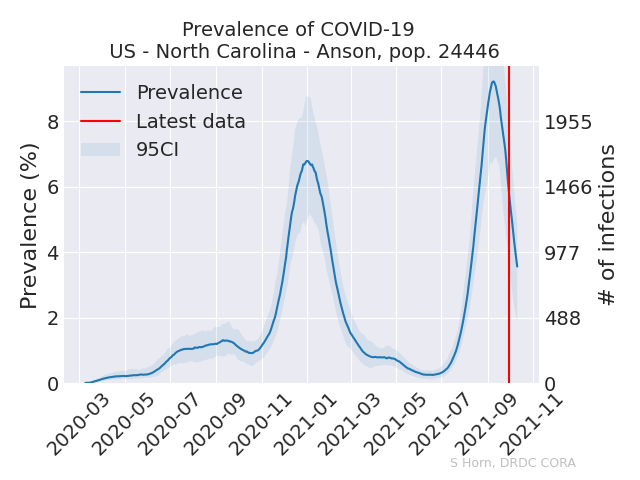 Prevalence of COVID-19
US - North Carolina - Anson, pop. 24446
Prevalence
Latest data
95CI
Prevalence (%)
8
6
4
2
0
1955
1466
977
488
0
# of infections
2020-03
2020-05
2020-07
2020-09
2020-11
2021-01
2021-03
2021-05
2021-07
2021-09
2021-11
S Horn, DRDC CORA